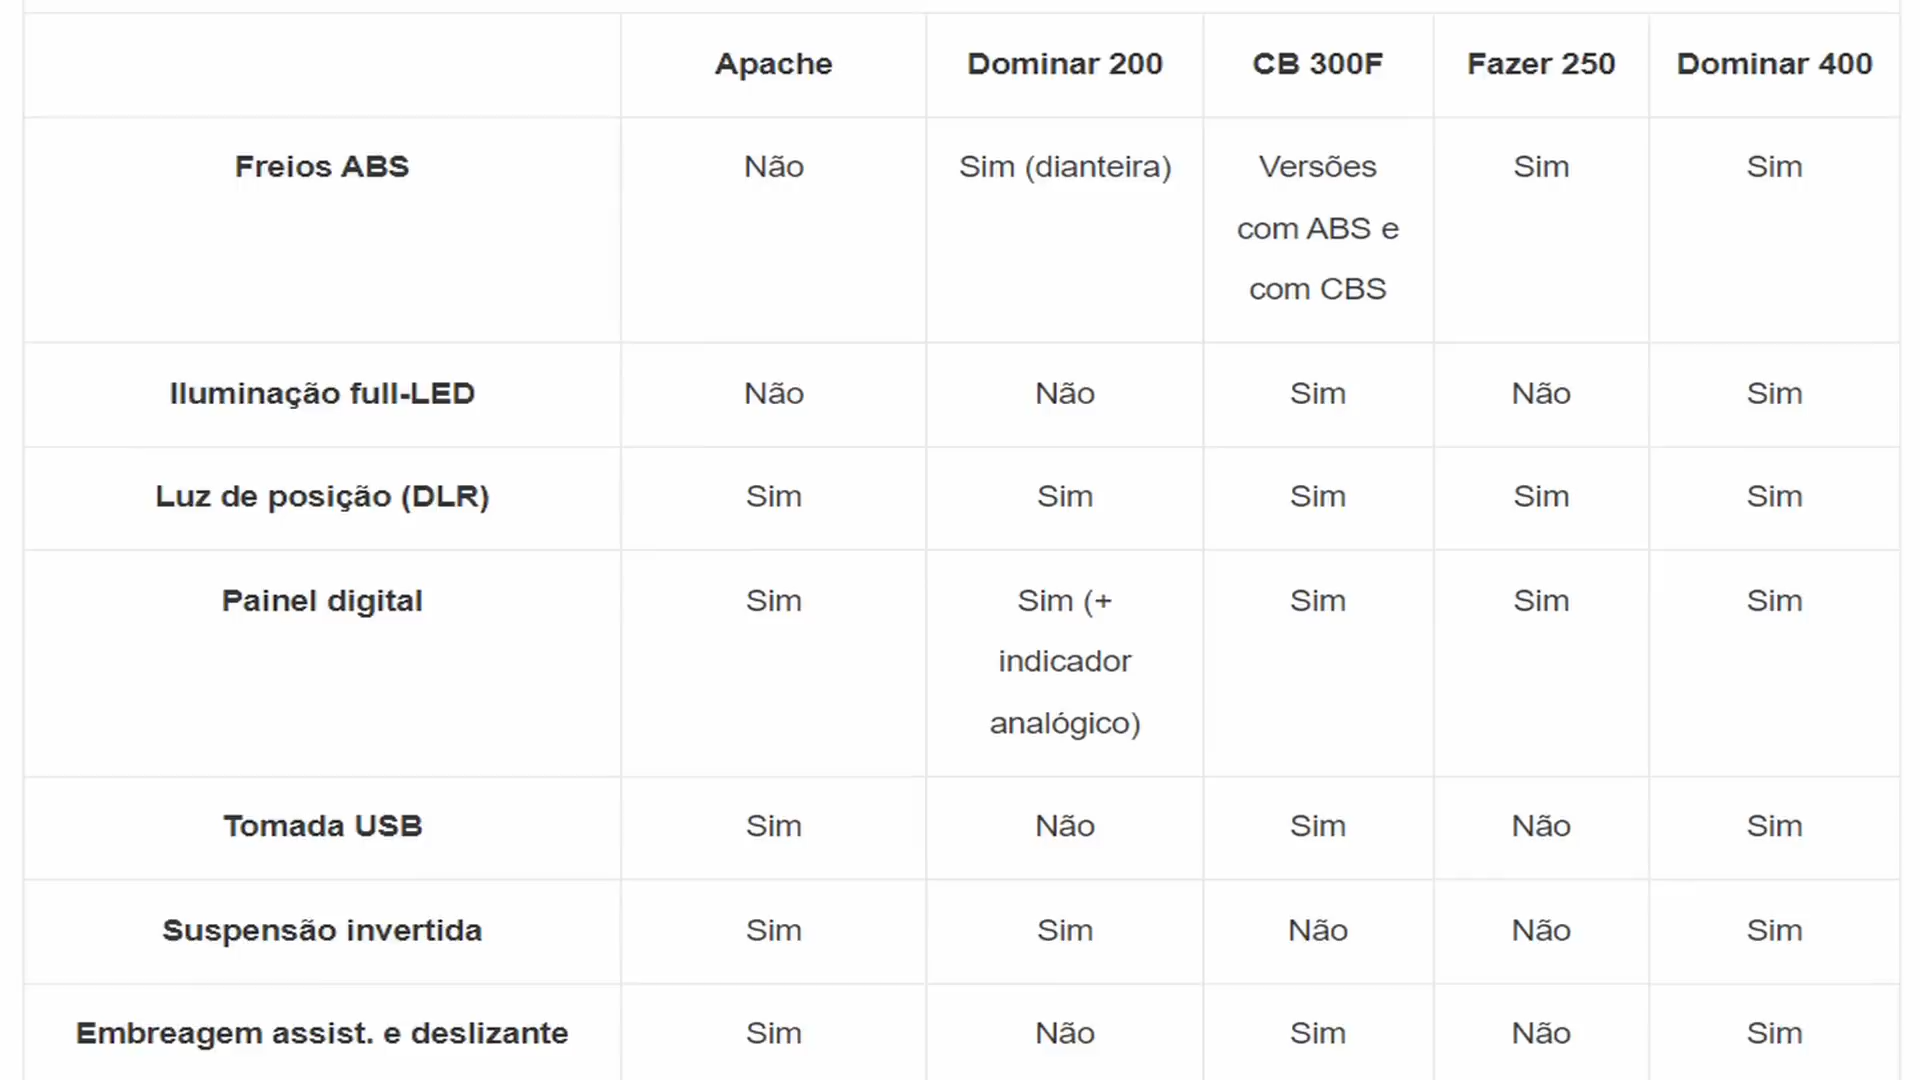 Apache Dominar 200 CB 300F Fazer 250 Dominar 400
Freios ABS Não Sim (dianteira) Versões Sim Sim
com ABS e
com CBS
Iluminação full-LED Não Não Sim Não Sim
Luz de posição (DLR) Sim Sim Sim Sim Sim
Painel digital Sim Sim (+ Sim Sim Sim
indicador
analógico)
Tomada USB Sim Não Sim Não Sim
Suspensão invertida Sim Sim Não Não Sim
Embreagem assist. e deslizante Sim Não Sim Não Sim